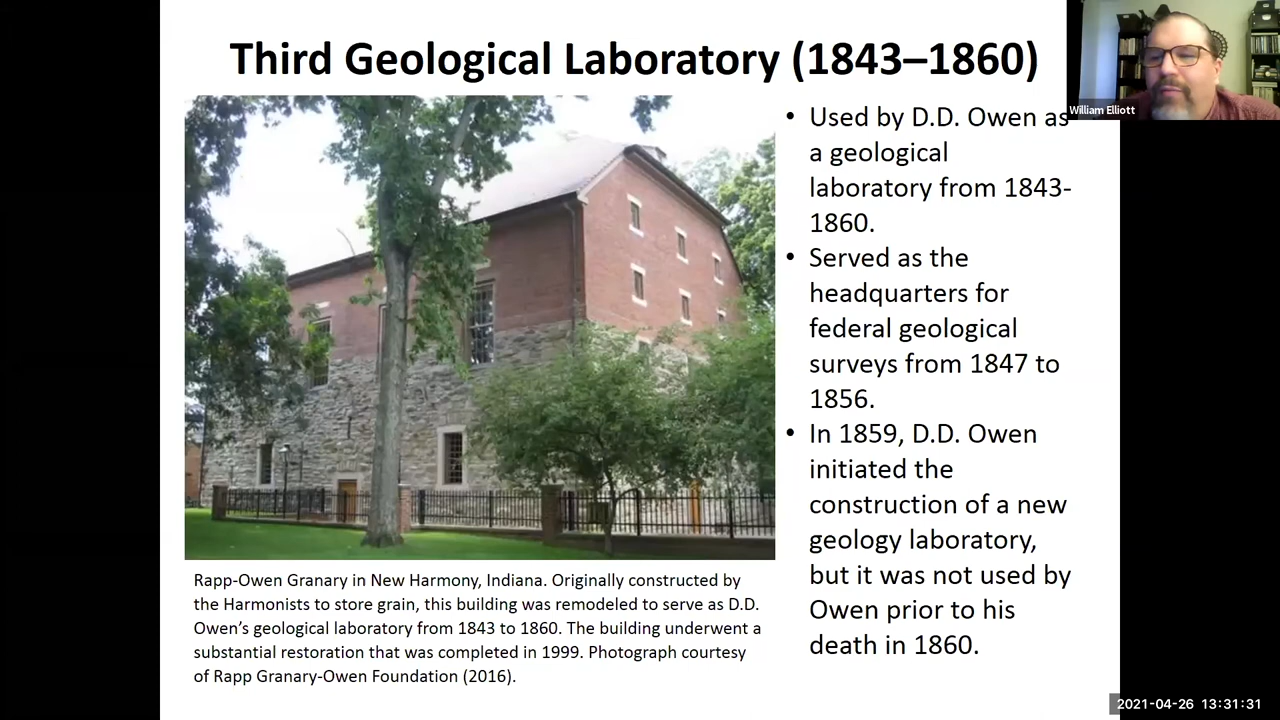 Third Geological Laboratory (1843–1860)
William Elliott
• Used by D.D. Owen as
a geological
laboratory from 1843-
1860.
• Served as the
headquarters for
federal geological
surveys from 1847 to
1856.
• In 1859, D.D. Owen
initiated the
construction of a new
geology laboratory,
but it was not used by
Owen prior to his
death in 1860.
Rapp-Owen Granary in New Harmony, Indiana. Originally constructed by
the Harmonists to store grain, this building was remodeled to serve as D.D.
Owen’s geological laboratory from 1843 to 1860. The building underwent a
substantial restoration that was completed in 1999. Photograph courtesy
of Rapp Granary-Owen Foundation (2016).
2021-04-26 13:31:31